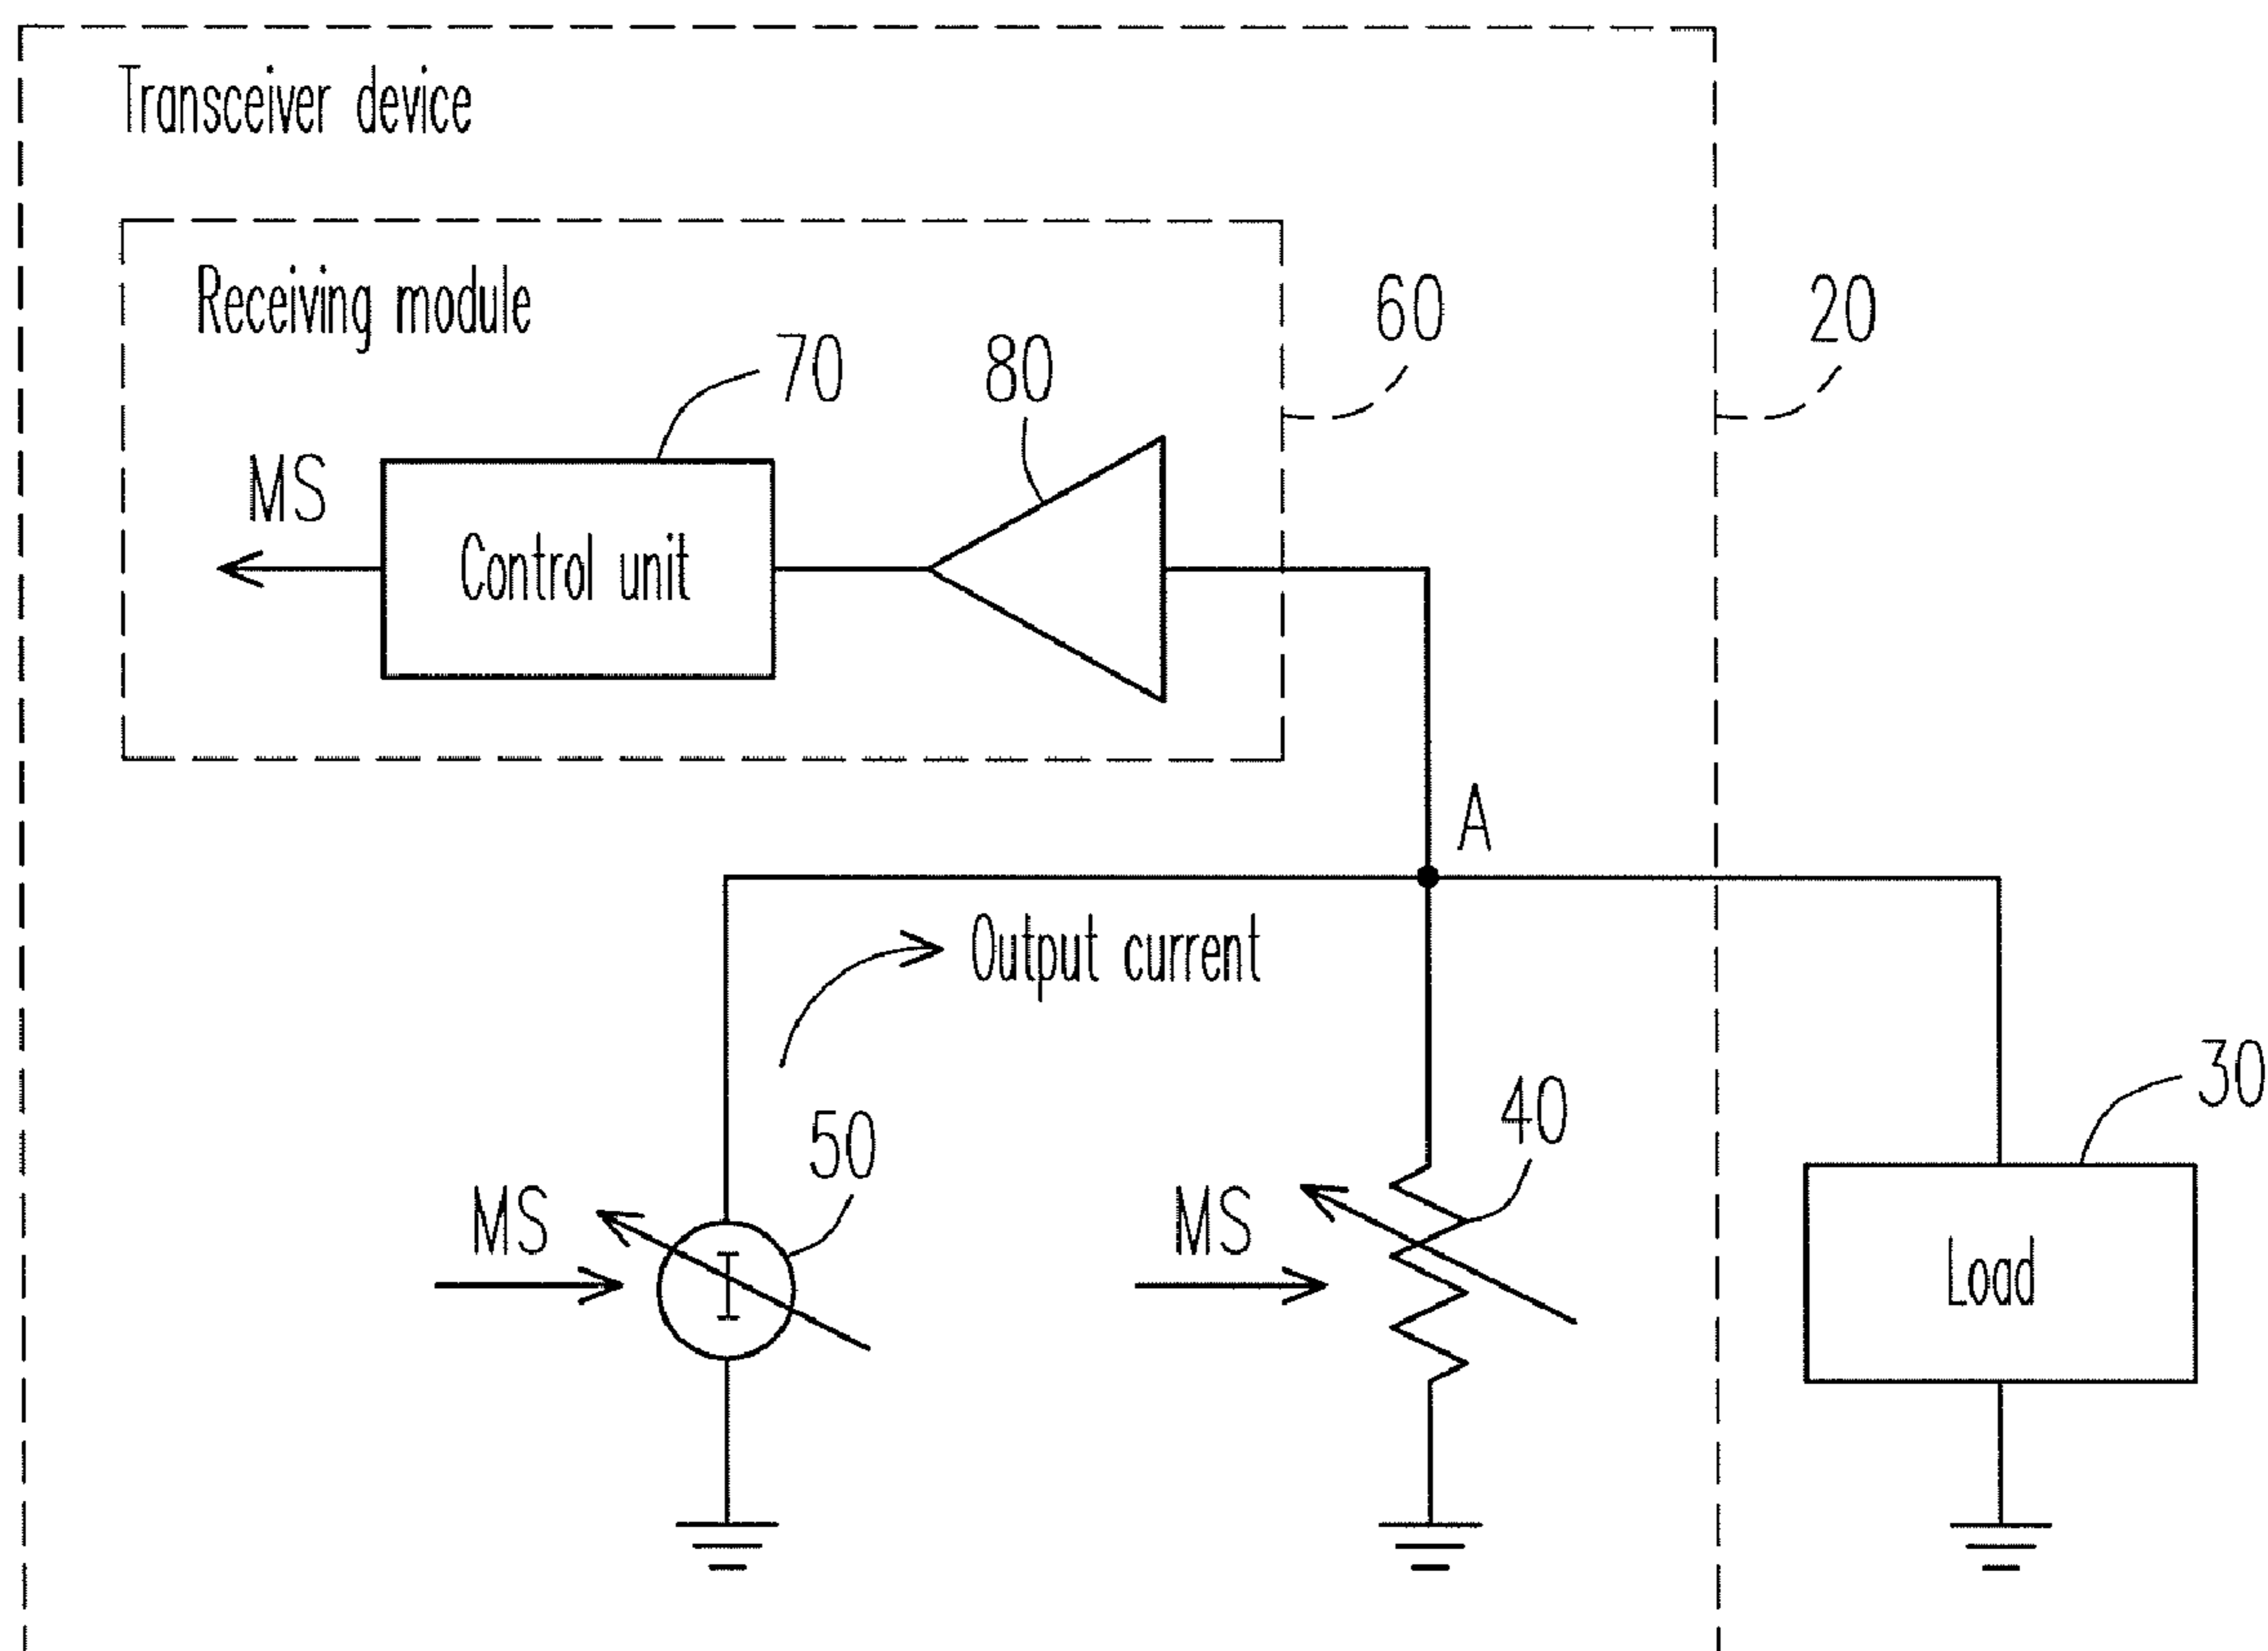 Transceiver device
Receiving module
60
20
70
80
MS
Control unit
A
Output current
30
40
50
MS
MS
I
Load